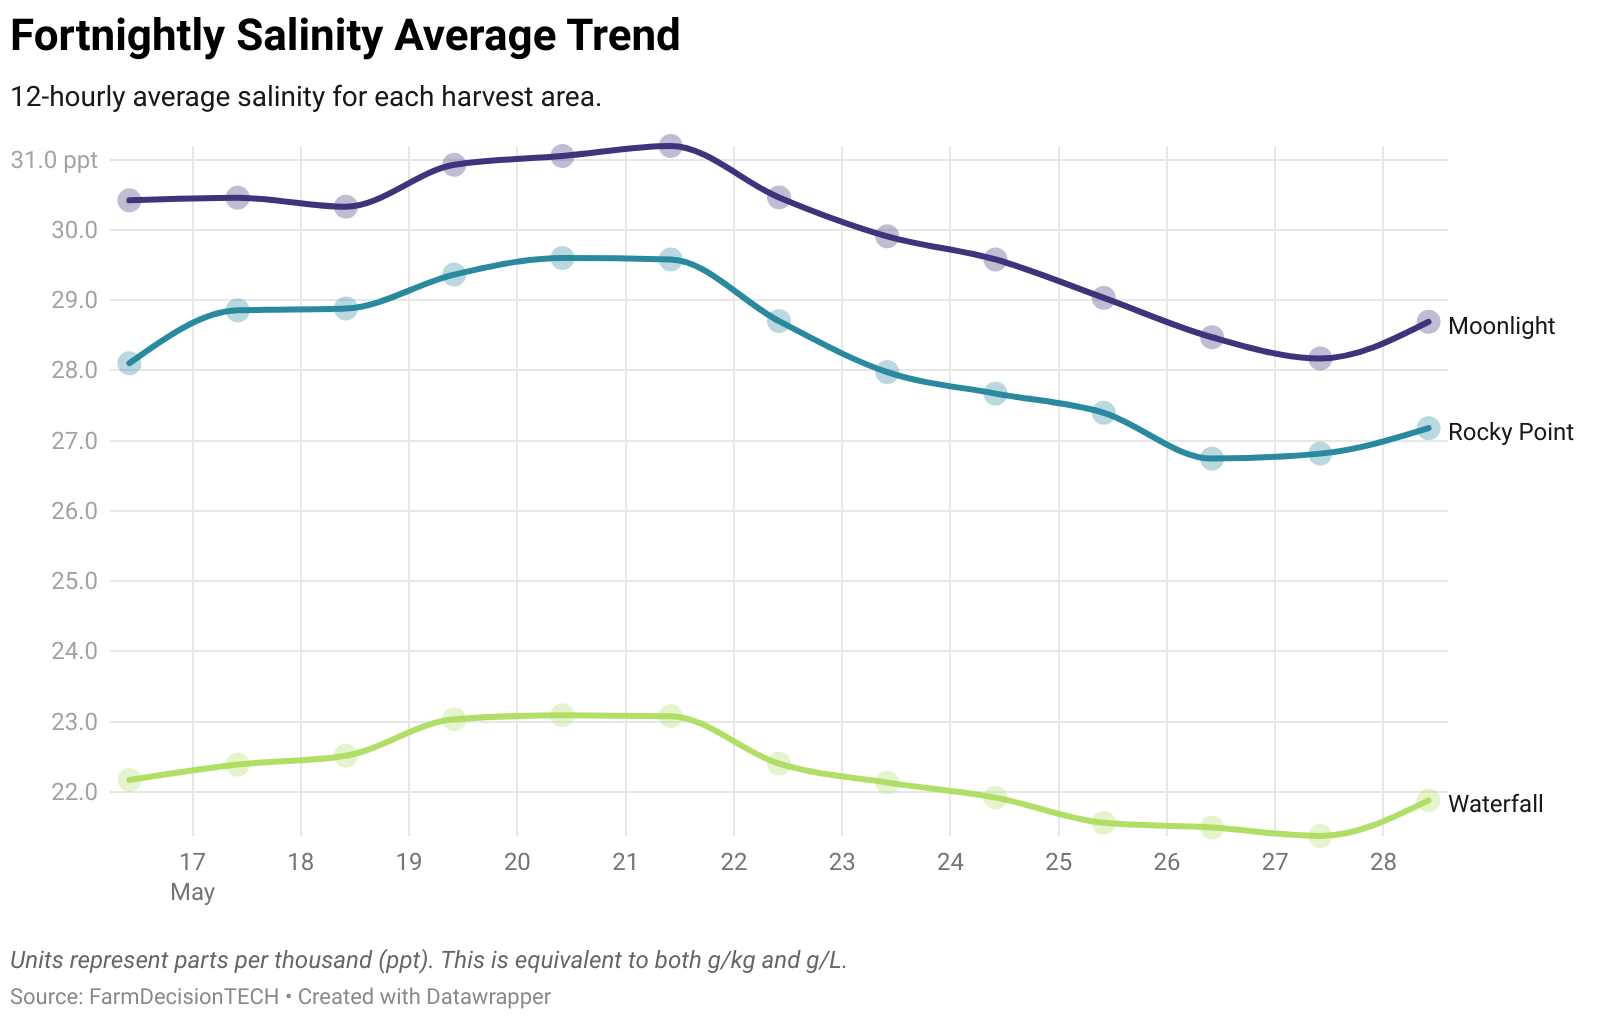 Fortnightly Salinity Average Trend
12-hourly average salinity for each harvest area.
31.0 ppt
30.0
29.0
28.0
27.0
26.0
25.0
24.0
23.0
22.0
Moonlight
Rocky Point
Waterfall
17 18 19 20 21 22 23 24 25 26 27 28
May
Units represent parts per thousand (ppt). This is equivalent to both g/kg and g/L.
Source: FarmDecisionTECH • Created with Datawrapper